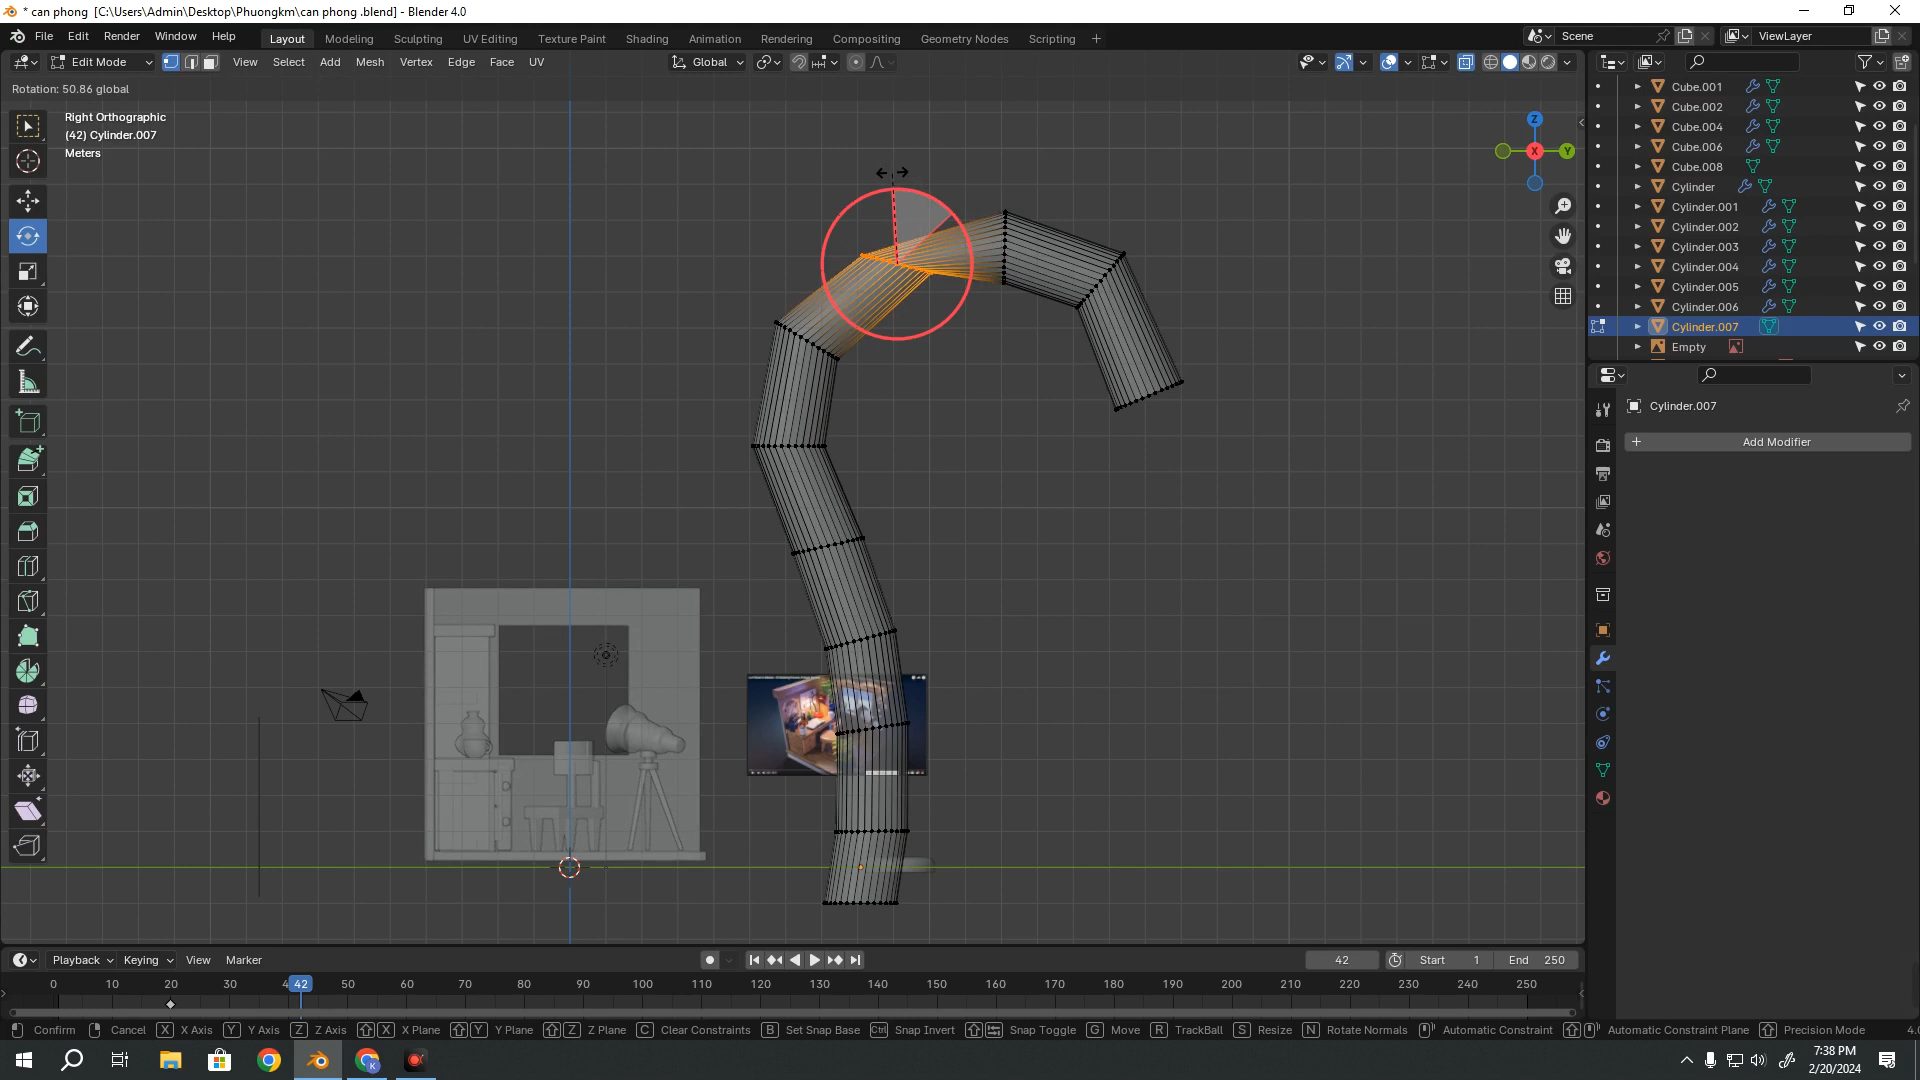 * can phong  [C:\Users\Admin\Desktop\Phuongkm\can phong .blend] - Blender 4.0
File Edit Render Window Help
Layout Modeling Sculpting UV Editing Texture Paint Shading Animation Rendering Compositing Geometry Nodes Scripting +
Scene
ViewLayer
Edit Mode
View Select Add Mesh Vertex Edge Face UV
Global
Rotation: 50.86 global
Right Orthographic
(42) Cylinder.007
Meters
Z
X
Y
Cube.001
Cube.002
Cube.004
Cube.006
Cube.008
Cylinder
Cylinder.001
Cylinder.002
Cylinder.003
Cylinder.004
Cylinder.005
Cylinder.006
Cylinder.007
Empty
Cylinder.007
+ Add Modifier
Playback Keying View Marker
42 Start 1 End 250
0 10 20 30 4 42 50 60 70 80 90 100 110 120 130 140 150 160 170 180 190 200 210 220 230 240 250
Confirm Cancel X X Axis Y Y Axis Z Z Axis X X Plane Y Y Plane Z Z Plane C Clear Constraints B Set Snap Base Ctrl Snap Invert Snap Toggle G Move R TrackBall S Resize N Rotate Normals Automatic Constraint Automatic Constraint Plane Precision Mode 4.0
K
7:38 PM
2/20/2024